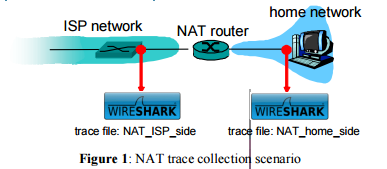 home network
ISP network
NAT router
WIRESHARK
WIRESHARK
trace file: NAT_ISP_side
trace file: NAT_home_side
Figure 1: NAT trace collection scenario